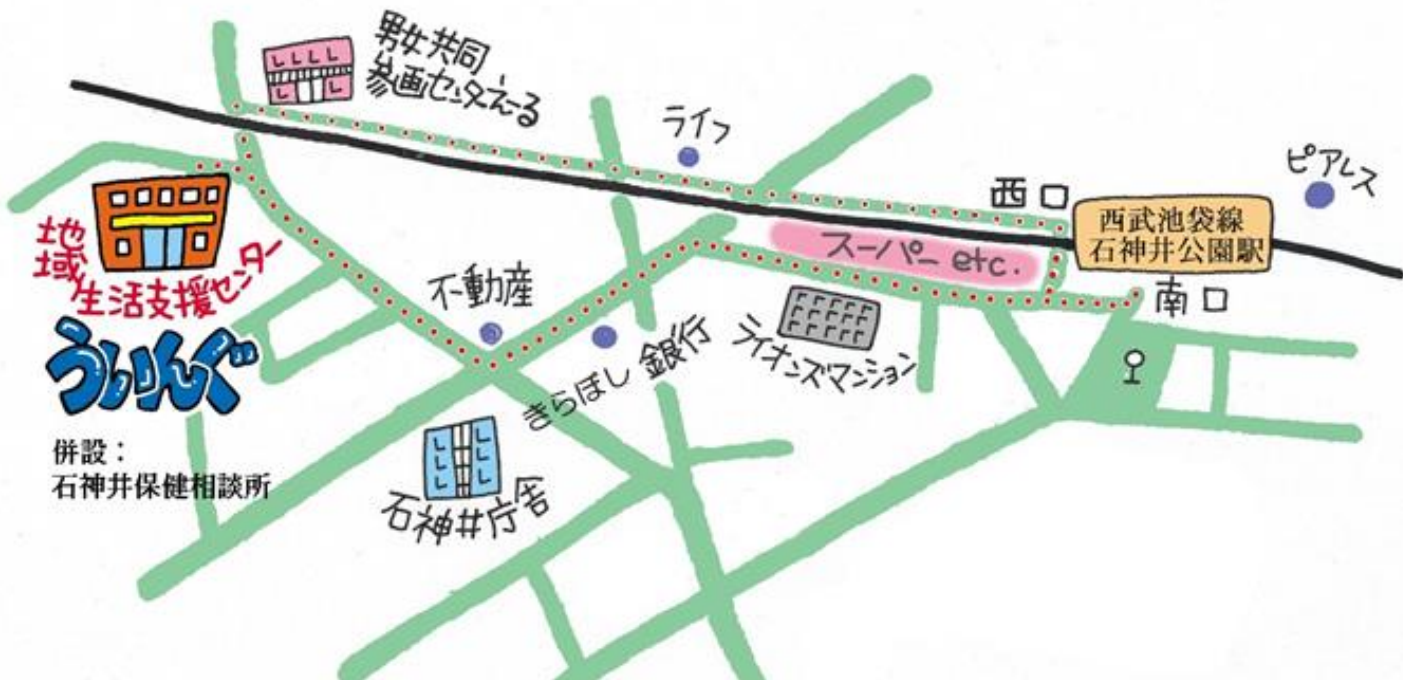 男女共同
参画センターえーる
ライフ
ピアレス
西口
西武池袋線
石神井公園駅
スーパー etc.
南口
地域
生活支援センター
ういんぐ
不動産
きらぼし 銀行
ライオンズマンション
併設：
石神井保健相談所
石神井庁舎